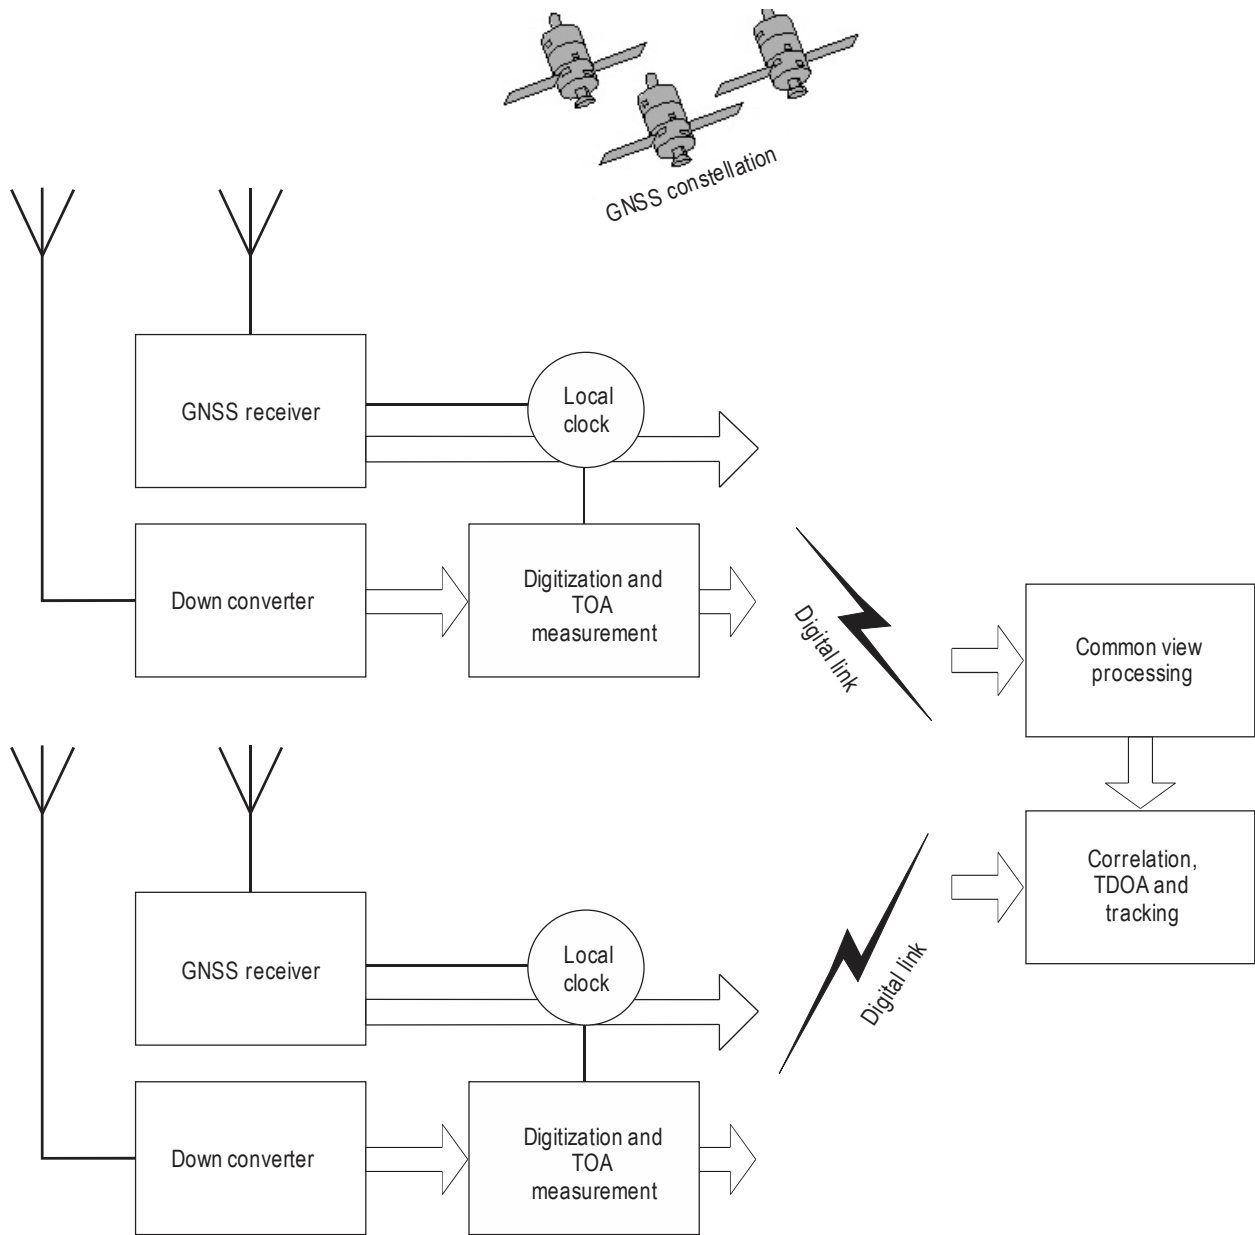 GNSS constellation
GNSS receiver
Local
clock
Down converter
Digitization and
TOA
measurement
Digital link
Common view
processing
Correlation,
TDOA and
tracking
GNSS receiver
Local
clock
Digital link
Down converter
Digitization and
TOA
measurement